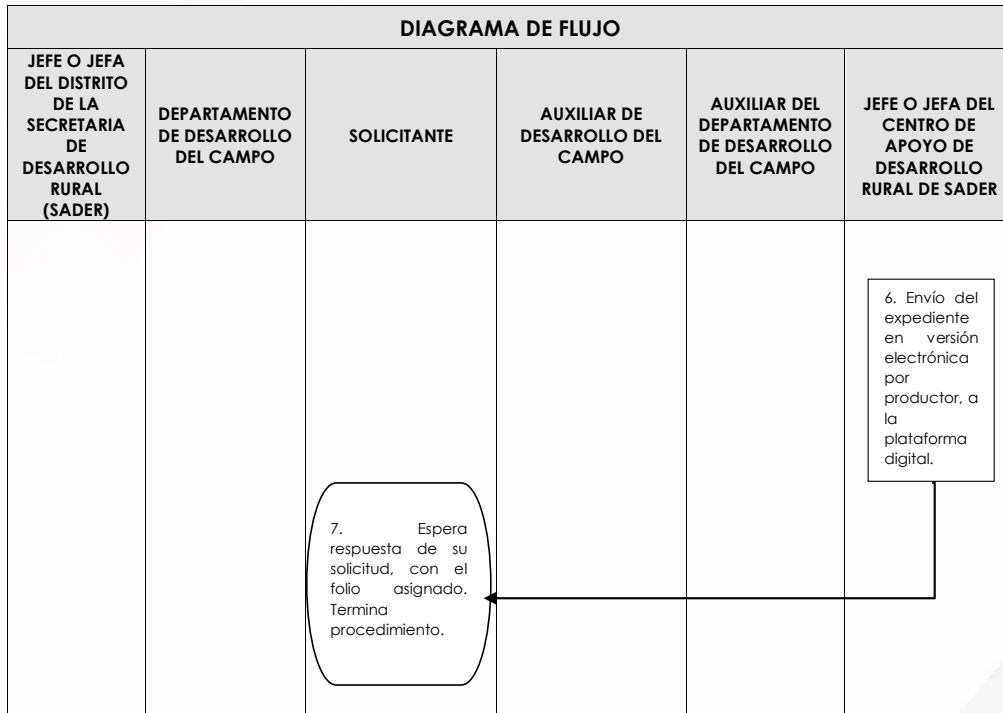 DIAGRAMA DE FLUJO
JEFE O JEFA
DEL DISTRITO
DE LA
SECRETARIA
DE
DESARROLLO
RURAL
(SADER)
DEPARTAMENTO
DE DESARROLLO
DEL CAMPO
SOLICITANTE
AUXILIAR DE
DESARROLLO DEL
CAMPO
AUXILIAR DEL
DEPARTAMENTO
DE DESARROLLO
DEL CAMPO
JEFE O JEFA DEL
CENTRO DE
APOYO DE
DESARROLLO
RURAL DE SADER
6. Envío del
expediente
en versión
electrónica
por
productor, a
la
plataforma
digital.
7. Espera
respuesta de su
solicitud, con el
folio asignado.
Termina
procedimiento.